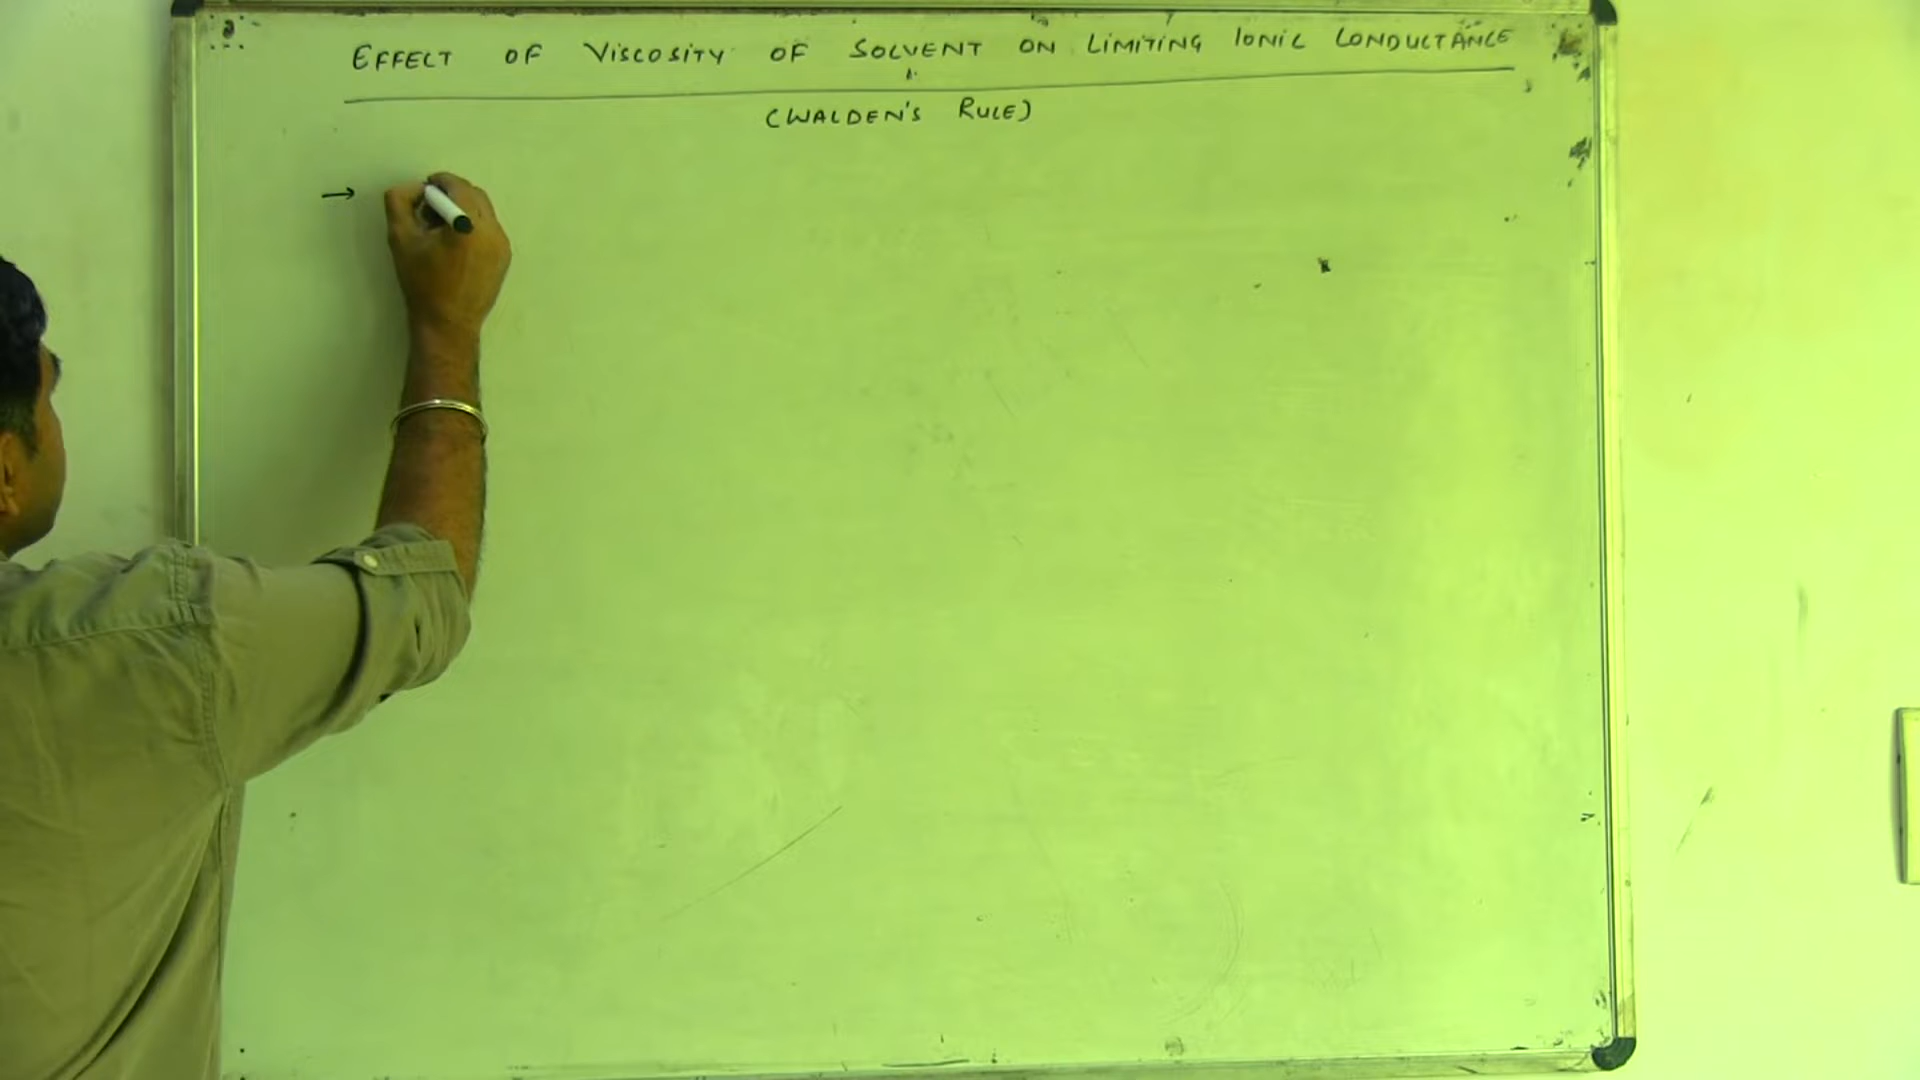 EFFECT OF VISCOSITY OF SOLVENT ON LIMITING IONIC CONDUCTANCE
(WALDEN'S RULE)
→